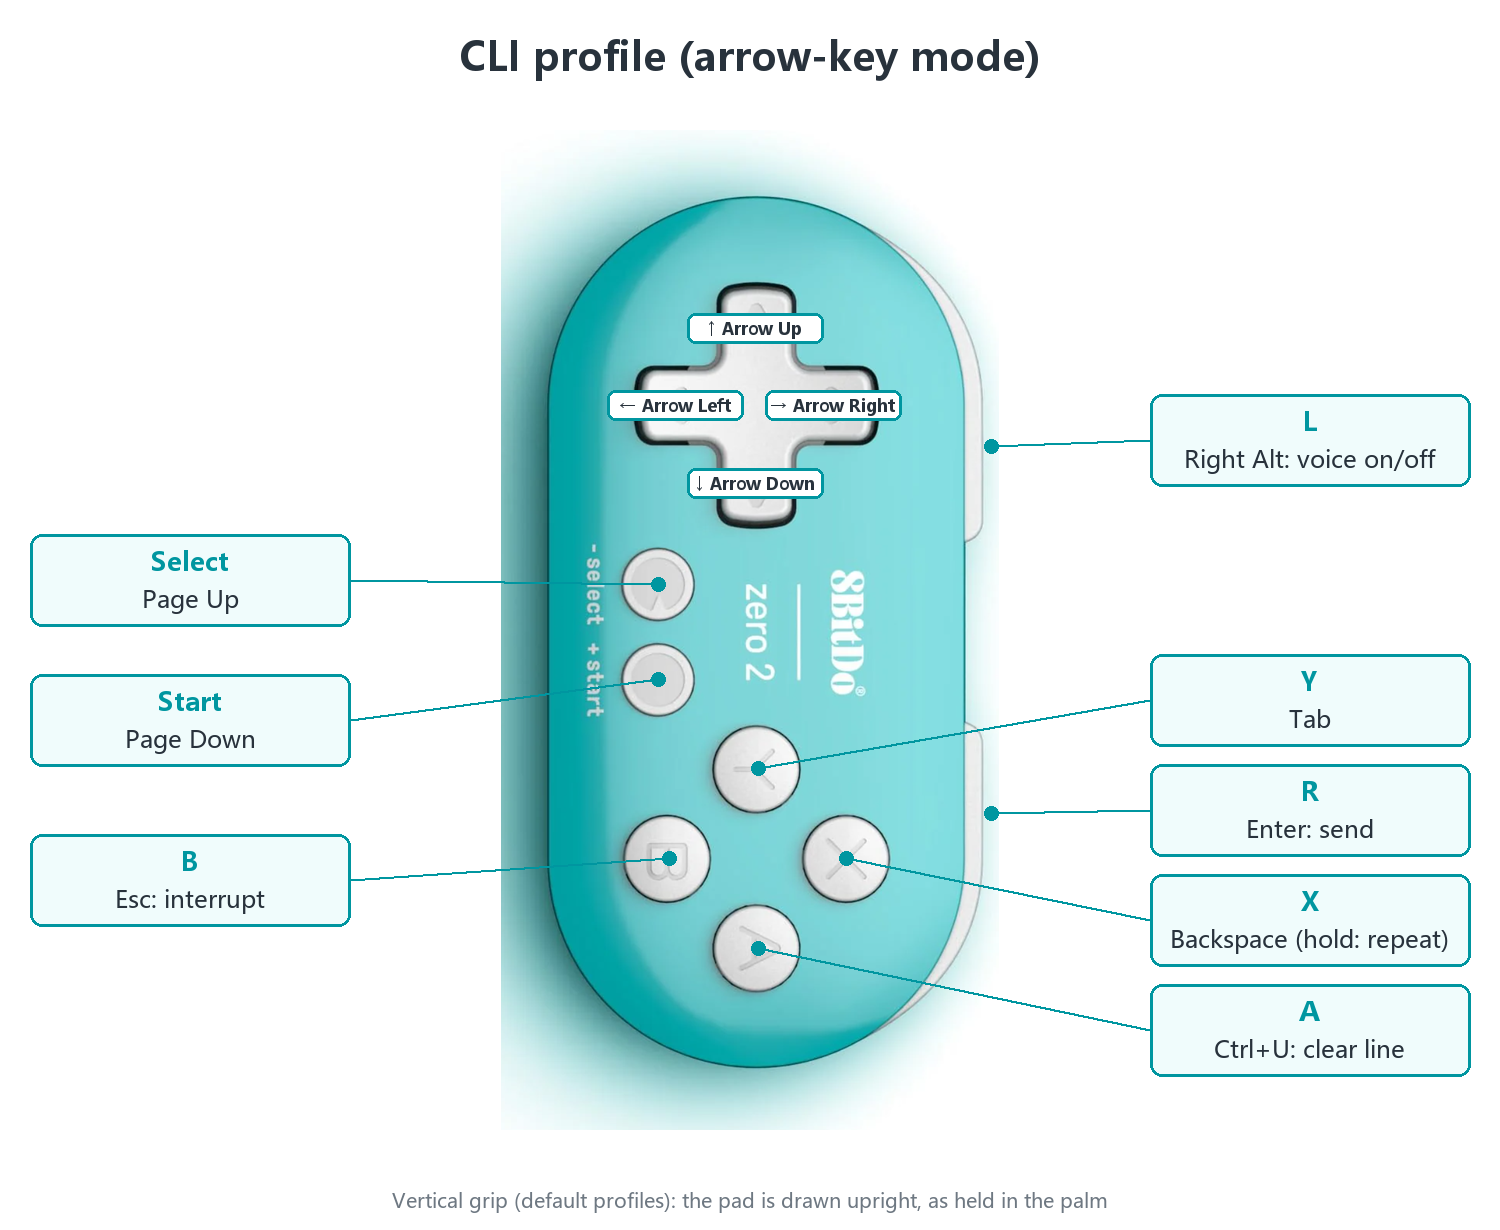 CLI profile (arrow-key mode)
↑ Arrow Up
← Arrow Left
→ Arrow Right
↓ Arrow Down
L
Right Alt: voice on/off
Select
Page Up
Start
Page Down
- select + start
zero 2
8BitDo®
Y
Tab
R
Enter: send
B
Esc: interrupt
X
Backspace (hold: repeat)
A
Ctrl+U: clear line
Y
B
X
A
Vertical grip (default profiles): the pad is drawn upright, as held in the palm